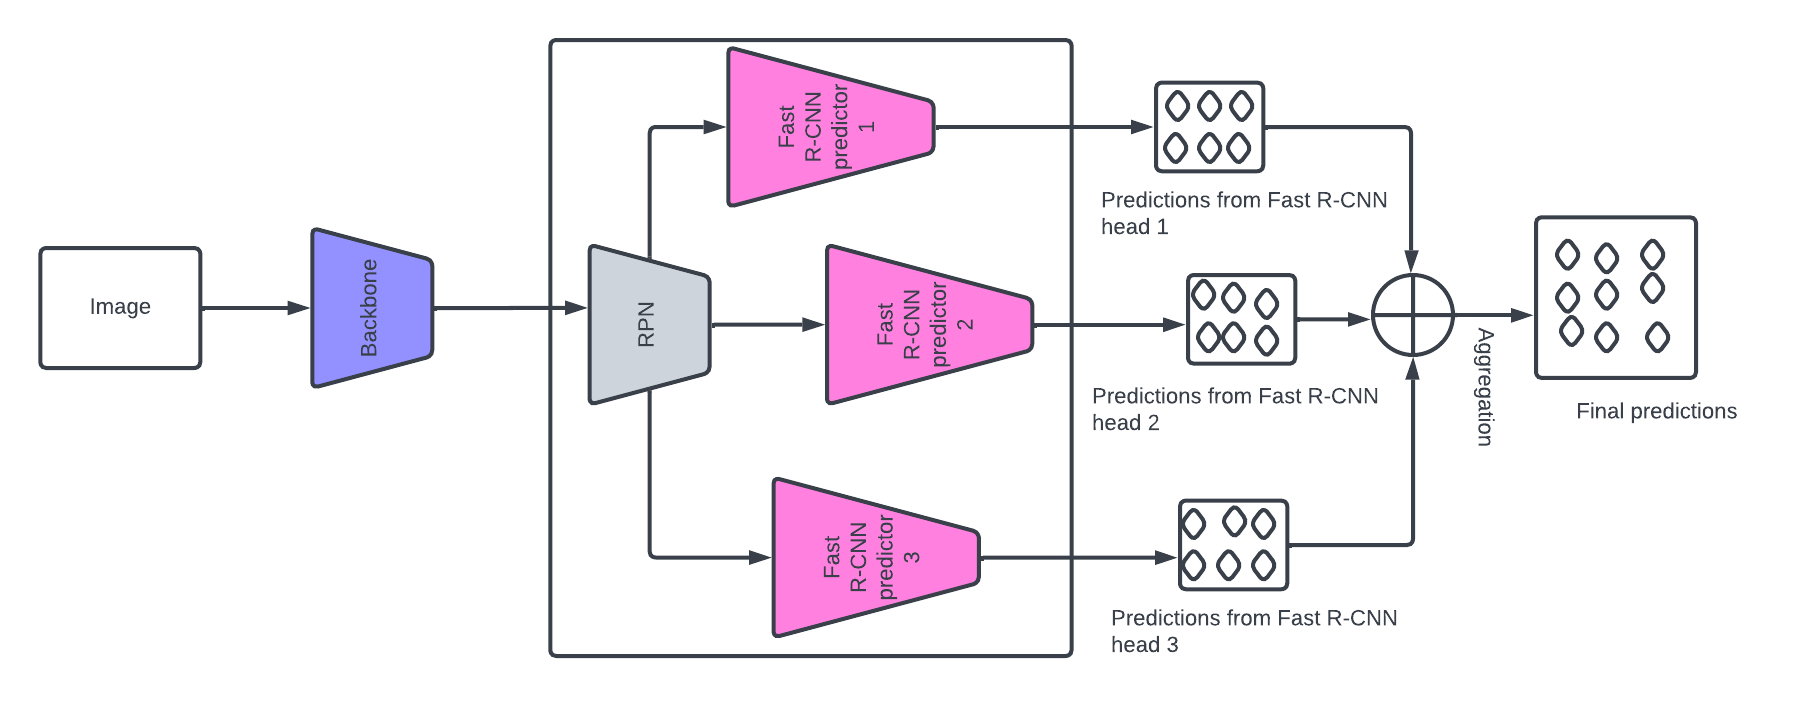 Image
Backbone
RPN
Fast
R-CNN
predictor
1
Fast
R-CNN
predictor
2
Fast
R-CNN
predictor
3
Predictions from Fast R-CNN
head 1
Predictions from Fast R-CNN
head 2
Predictions from Fast R-CNN
head 3
Aggregation
Final predictions